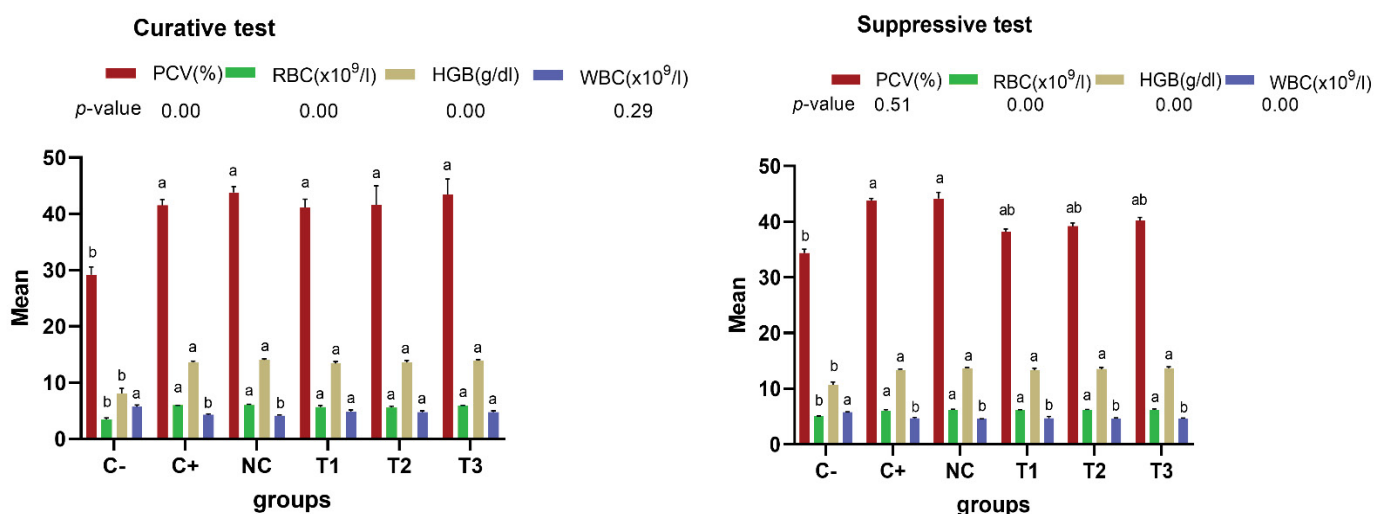 Curative test
PCV(%) RBC(x10⁹/l) HGB(g/dl) WBC(x10⁹/l)
p-value 0.00 0.00 0.00 0.29
Mean
50
40
30
20
10
0
b a a a a a
b a a a a a
b a a b a b a a a
C- C+ NC T1 T2 T3
groups
Suppressive test
PCV(%) RBC(x10⁹/l) HGB(g/dl) WBC(x10⁹/l)
p-value 0.51 0.00 0.00 0.00
Mean
50
40
30
20
10
0
b a a ab ab ab
b a a a a a
b a a b a b a b a b a b
C- C+ NC T1 T2 T3
groups